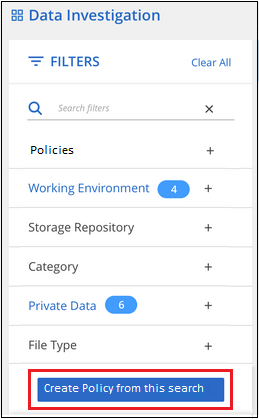 Data Investigation
FILTERS Clear All
Search filters ×
Policies +
Working Environment 4 +
Storage Repository +
Category +
Private Data 6 +
File Type +
Create Policy from this search